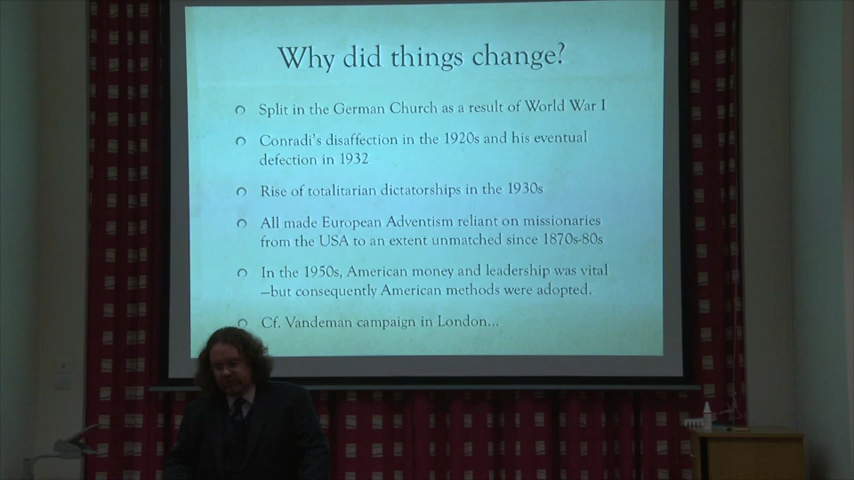 Why did things change?
Split in the German Church as a result of World War I
Conradi's disaffection in the 1920s and his eventual
defection in 1932
Rise of totalitarian dictatorships in the 1930s
All made European Adventism reliant on missionaries
from the USA to an extent unmatched since 1870s-80s
In the 1950s, American money and leadership was vital
—but consequently American methods were adopted.
Cf. Vandeman campaign in London...